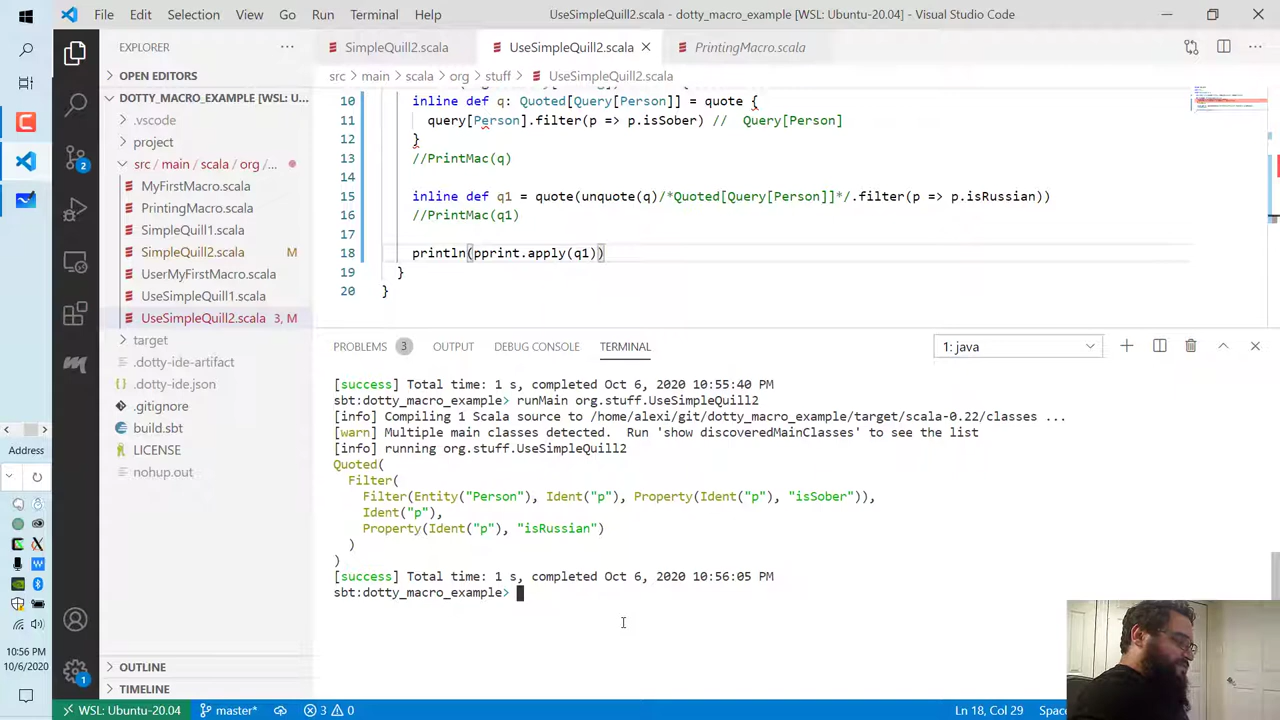 File Edit Selection View Go Run Terminal Help
UseSimpleQuill2.scala - dotty_macro_example [WSL: Ubuntu-20.04] - Visual Studio Code
EXPLORER
SimpleQuill2.scala
UseSimpleQuill2.scala
PrintingMacro.scala
OPEN EDITORS
src > main > scala > org > stuff > UseSimpleQuill2.scala
DOTTY_MACRO_EXAMPLE [WSL: U...
.vscode
project
src / main / scala / org / ...
MyFirstMacro.scala
PrintingMacro.scala
SimpleQuill1.scala
SimpleQuill2.scala M
UserMyFirstMacro.scala
UseSimpleQuill1.scala
UseSimpleQuill2.scala 3, M
target
.dotty-ide-artifact
.dotty-ide.json
.gitignore
build.sbt
LICENSE
nohup.out
OUTLINE
TIMELINE
10 inline def q: Quoted[Query[Person]] = quote {
11 query[Person].filter(p => p.isSober) // Query[Person]
12 }
13 //PrintMac(q)
14
15 inline def q1 = quote(unquote(q)/*Quoted[Query[Person]]*/.filter(p => p.isRussian))
16 //PrintMac(q1)
17
18 println(pprint.apply(q1))
19 }
20 }
PROBLEMS 3 OUTPUT DEBUG CONSOLE TERMINAL
1: java
[success] Total time: 1 s, completed Oct 6, 2020 10:55:40 PM
sbt:dotty_macro_example> runMain org.stuff.UseSimpleQuill2
[info] Compiling 1 Scala source to /home/alexi/git/dotty_macro_example/target/scala-0.22/classes ...
[warn] Multiple main classes detected. Run 'show discoveredMainClasses' to see the list
[info] running org.stuff.UseSimpleQuill2
Quoted(
Filter(
Filter(Entity("Person"), Ident("p"), Property(Ident("p"), "isSober")),
Ident("p"),
Property(Ident("p"), "isRussian")
)
)
[success] Total time: 1 s, completed Oct 6, 2020 10:56:05 PM
sbt:dotty_macro_example>
Address
2
1
10:56 PM
10/6/2020
WSL: Ubuntu-20.04
master*
3 0
Ln 18, Col 29